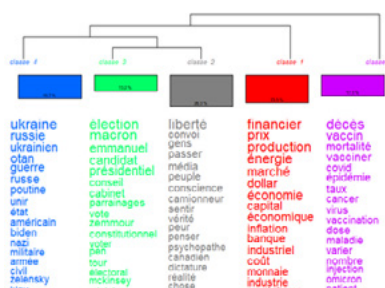 classe 4
classe 3
classe 2
classe 1
classe
ukraine
russie
ukrainien
otan
guerre
russe
poutine
unir
état
américain
biden
nazi
militaire
armée
civil
zelensky
élection
macron
emmanuel
candidat
présidentiel
conseil
cabinet
parrainages
vote
zemmour
constitutionnel
voter
pen
tour
electoral
mckinsey
liberté
convoi
gens
passer
média
peuple
conscience
camionneur
sentir
vérité
peur
penser
psychopathe
canadien
dictature
réalité
chose
financier
prix
production
énergie
marché
dollar
économie
capital
économique
inflation
banque
industriel
coût
monnaie
industrie
décès
vaccin
mortalité
vacciner
covid
épidémie
taux
cancer
virus
vaccination
dose
maladie
varier
nombre
injection
omicron
patient